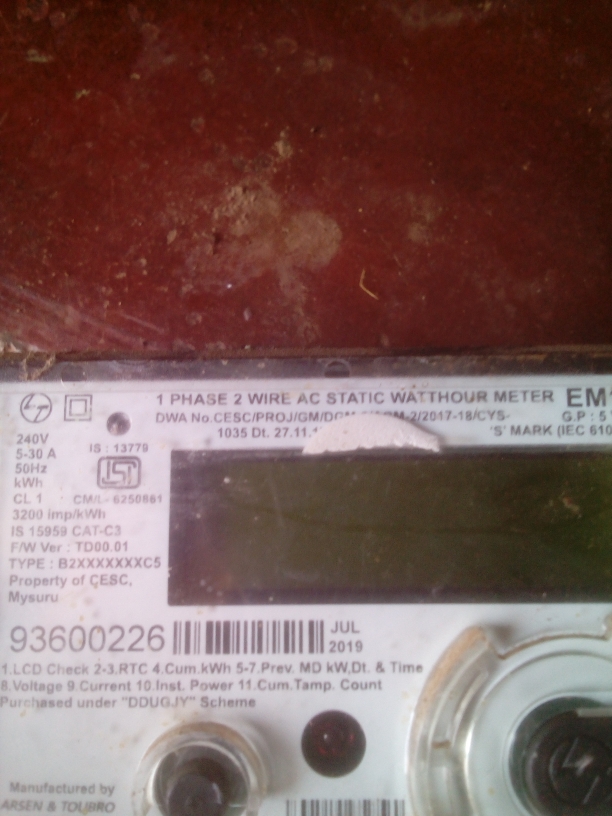 1 PHASE 2 WIRE AC STATIC WATTHOUR METER EM
DWA No.CESC/PROJ/GM/DGM- 2/2017-18/CYS- G.P : 5
1035 Dt. 27.11. 'S' MARK (IEC 610
240V
5-30 A
50Hz
kWh
IS : 13779
CL 1 CM/L - 6250861
3200 imp/kWh
IS 15959 CAT-C3
F/W Ver : TD00.01
TYPE : B2XXXXXXXC5
Property of CESC,
Mysuru
93600226 JUL
2019
1.LCD Check 2-3.RTC 4.Cum.kWh 5-7.Prev. MD kW,Dt. & Time
8.Voltage 9.Current 10.Inst. Power 11.Cum.Tamp. Count
Purchased under "DDUGJY" Scheme
Manufactured by
ARSEN & TOUBRO